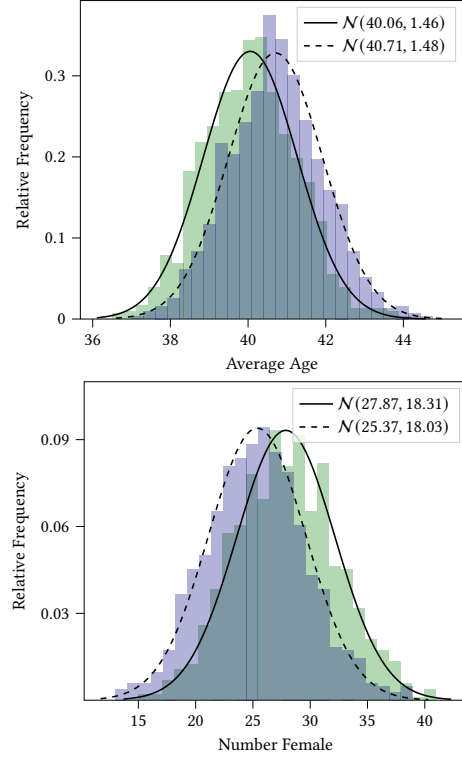 𝒩(40.06, 1.46)
𝒩(40.71, 1.48)
Relative Frequency
0.3
0.2
0.1
0
36 38 40 42 44
Average Age
𝒩(27.87, 18.31)
𝒩(25.37, 18.03)
Relative Frequency
0.09
0.06
0.03
15 20 25 30 35 40
Number Female